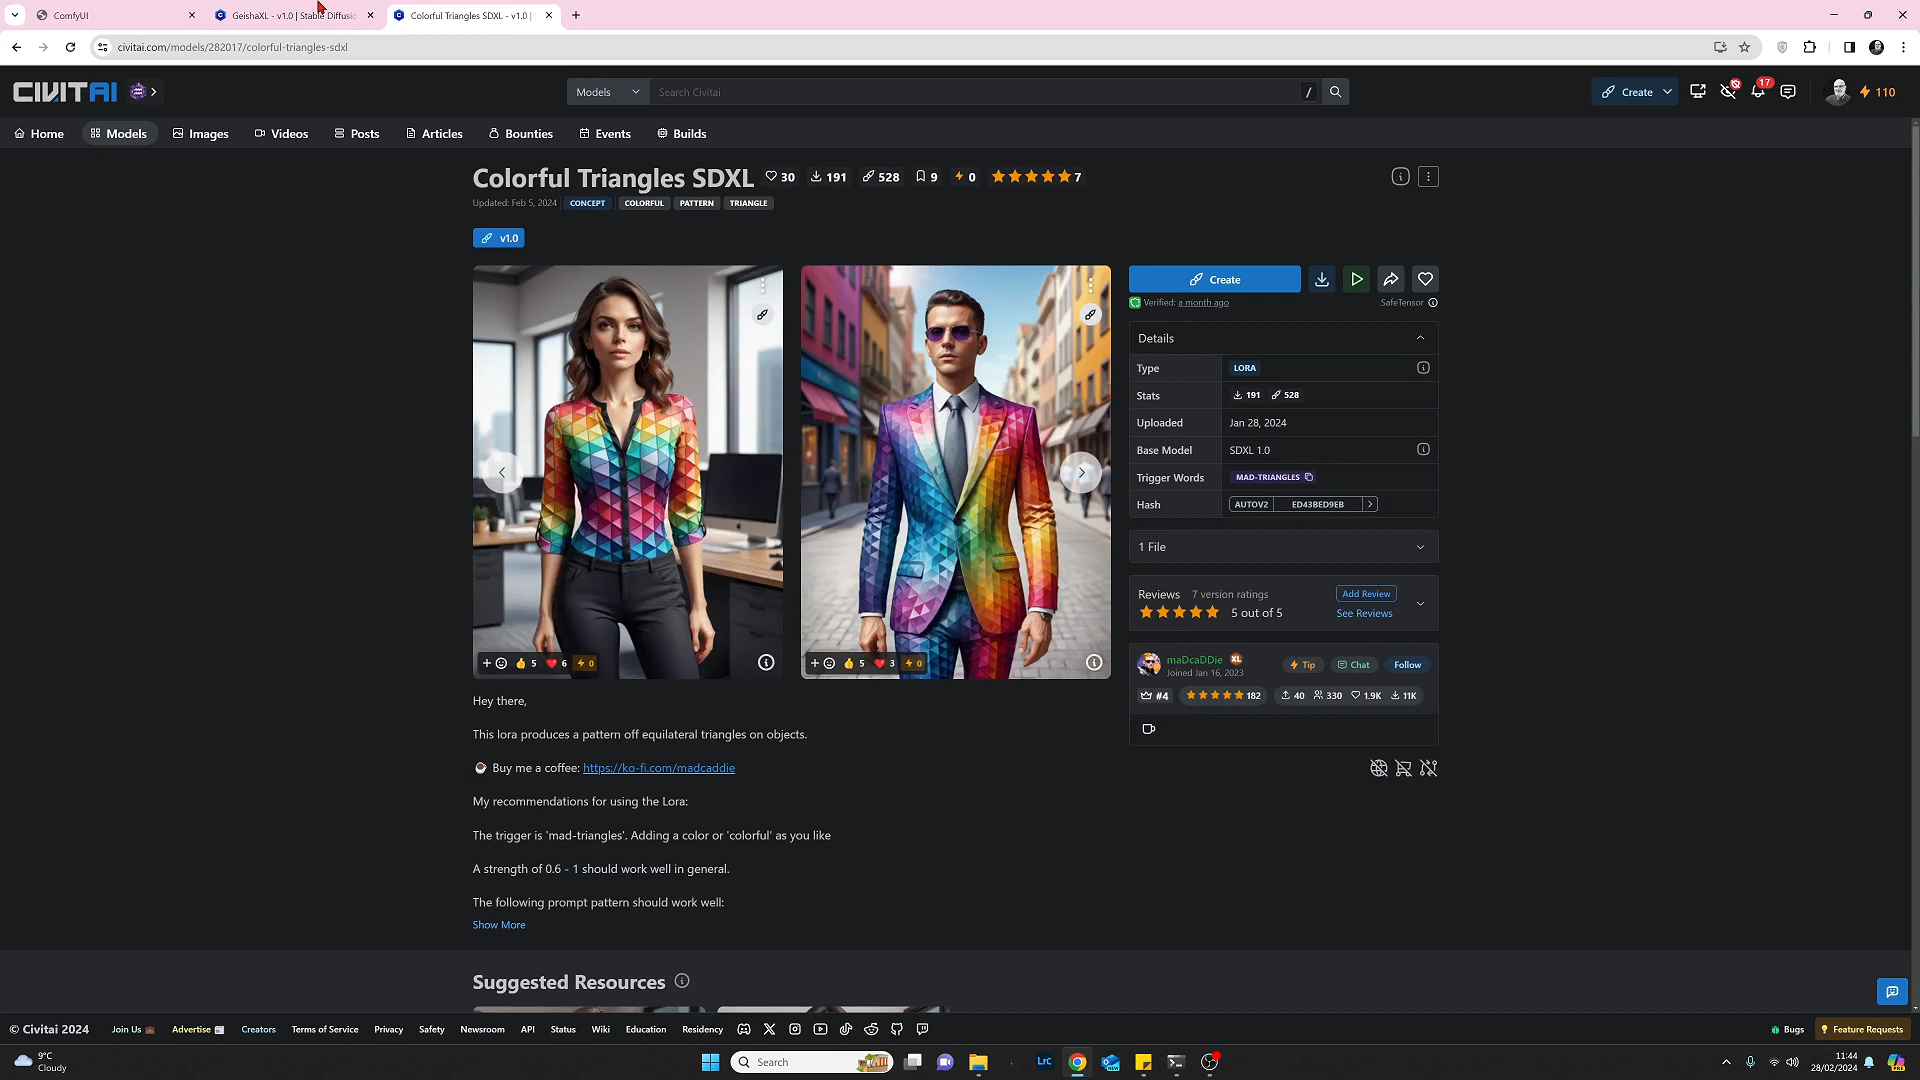 ComfyUI
GeishaXL - v1.0 | Stable Diffusio
Colorful Triangles SDXL - v1.0 |
civitai.com/models/282017/colorful-triangles-sdxl
CIVITAI
Models
Search Civitai
/
Create
17
110
Home
Models
Images
Videos
Posts
Articles
Bounties
Events
Builds
Colorful Triangles SDXL
30
191
528
9
0
7
Updated: Feb 5, 2024
CONCEPT
COLORFUL
PATTERN
TRIANGLE
v1.0
Create
Verified: a month ago
SafeTensor
Details
Type
LORA
Stats
191
528
Uploaded
Jan 28, 2024
Base Model
SDXL 1.0
Trigger Words
MAD-TRIANGLES
Hash
AUTOV2
ED43BED9EB
1 File
Reviews
7 version ratings
5 out of 5
Add Review
See Reviews
maDcaDDie
XL
Joined Jan 16, 2023
Tip
Chat
Follow
#4
182
40
330
1.9K
11K
5
6
0
5
3
0
Hey there,
This lora produces a pattern off equilateral triangles on objects.
Buy me a coffee: https://ko-fi.com/madcaddie
My recommendations for using the Lora:
The trigger is 'mad-triangles'. Adding a color or 'colorful' as you like
A strength of 0.6 - 1 should work well in general.
The following prompt pattern should work well:
Show More
Suggested Resources
© Civitai 2024
Join Us
Advertise
Creators
Terms of Service
Privacy
Safety
Newsroom
API
Status
Wiki
Education
Residency
Bugs
Feature Requests
9°C
Cloudy
Search
LrC
11:44
28/02/2024